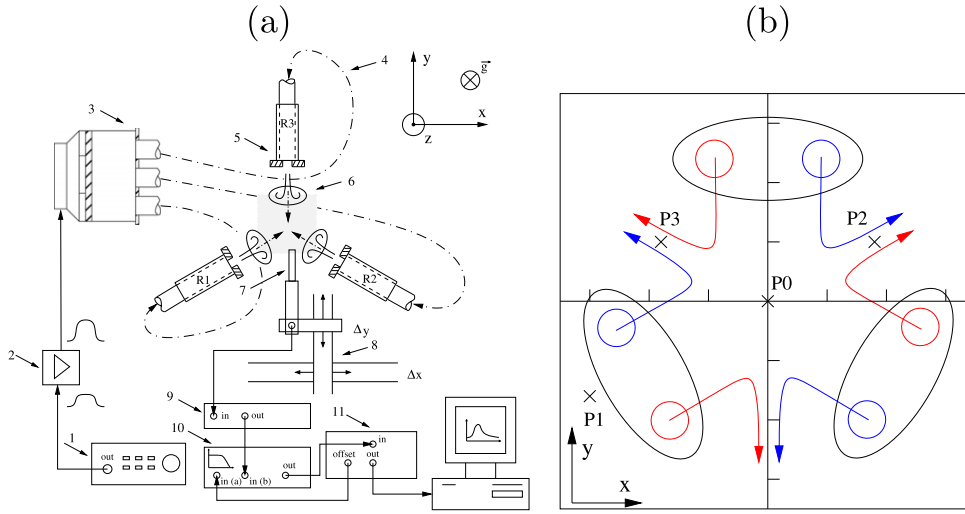 (a)
(b)
3
4
y
g
x
z
5
R3
6
R1
R2
7
Δy
8
Δx
2
9
in
out
11
10
1
out
in (a)
in (b)
out
offset
in
out
P3
P2
P0
P1
y
x